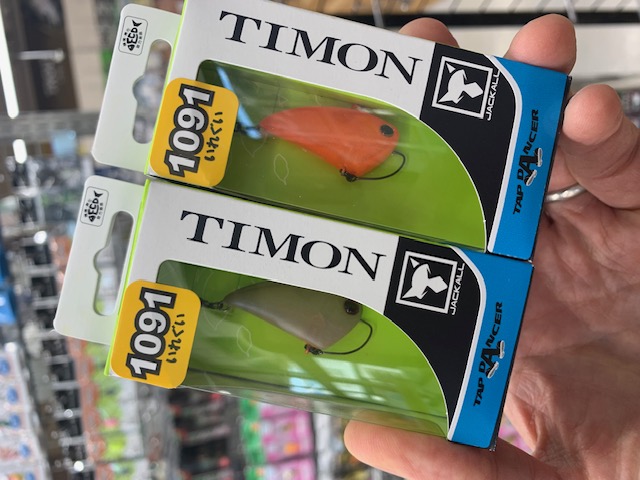 TIMON
JACKALL
1091
いれぐい
TAP DANCER
TIMON
JACKALL
1091
いれぐい
TAP DANCER